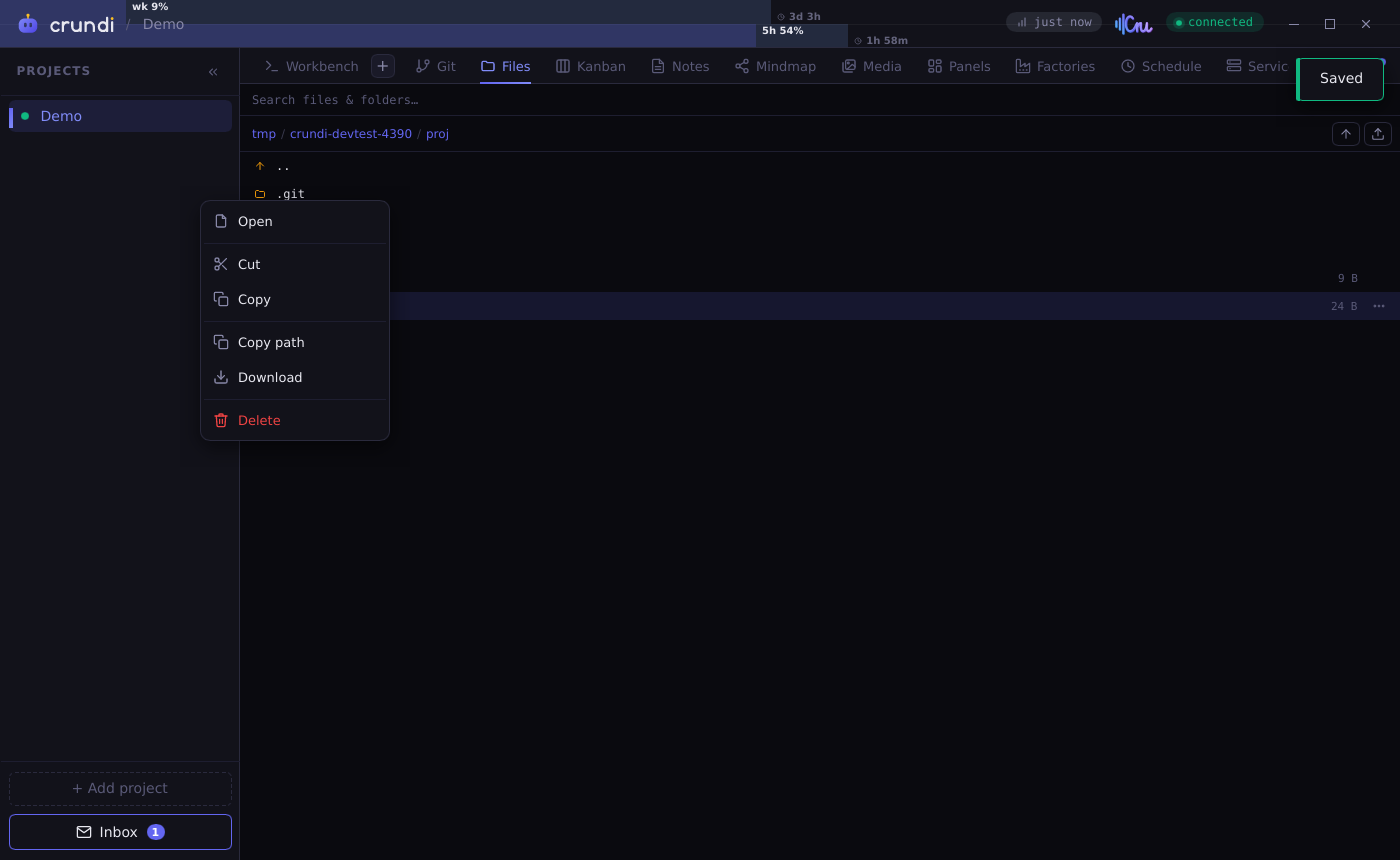 wk 9%
3d 3h
crundi / Demo
5h 54%
1h 58m
just now
Cru
connected
PROJECTS
«
Demo
Workbench
+
Git
Files
Kanban
Notes
Mindmap
Media
Panels
Factories
Schedule
Servic
Saved
Search files & folders…
tmp / crundi-devtest-4390 / proj
..
.git
Open
Cut
Copy
Copy path
Download
Delete
9 B
24 B
+ Add project
Inbox 1